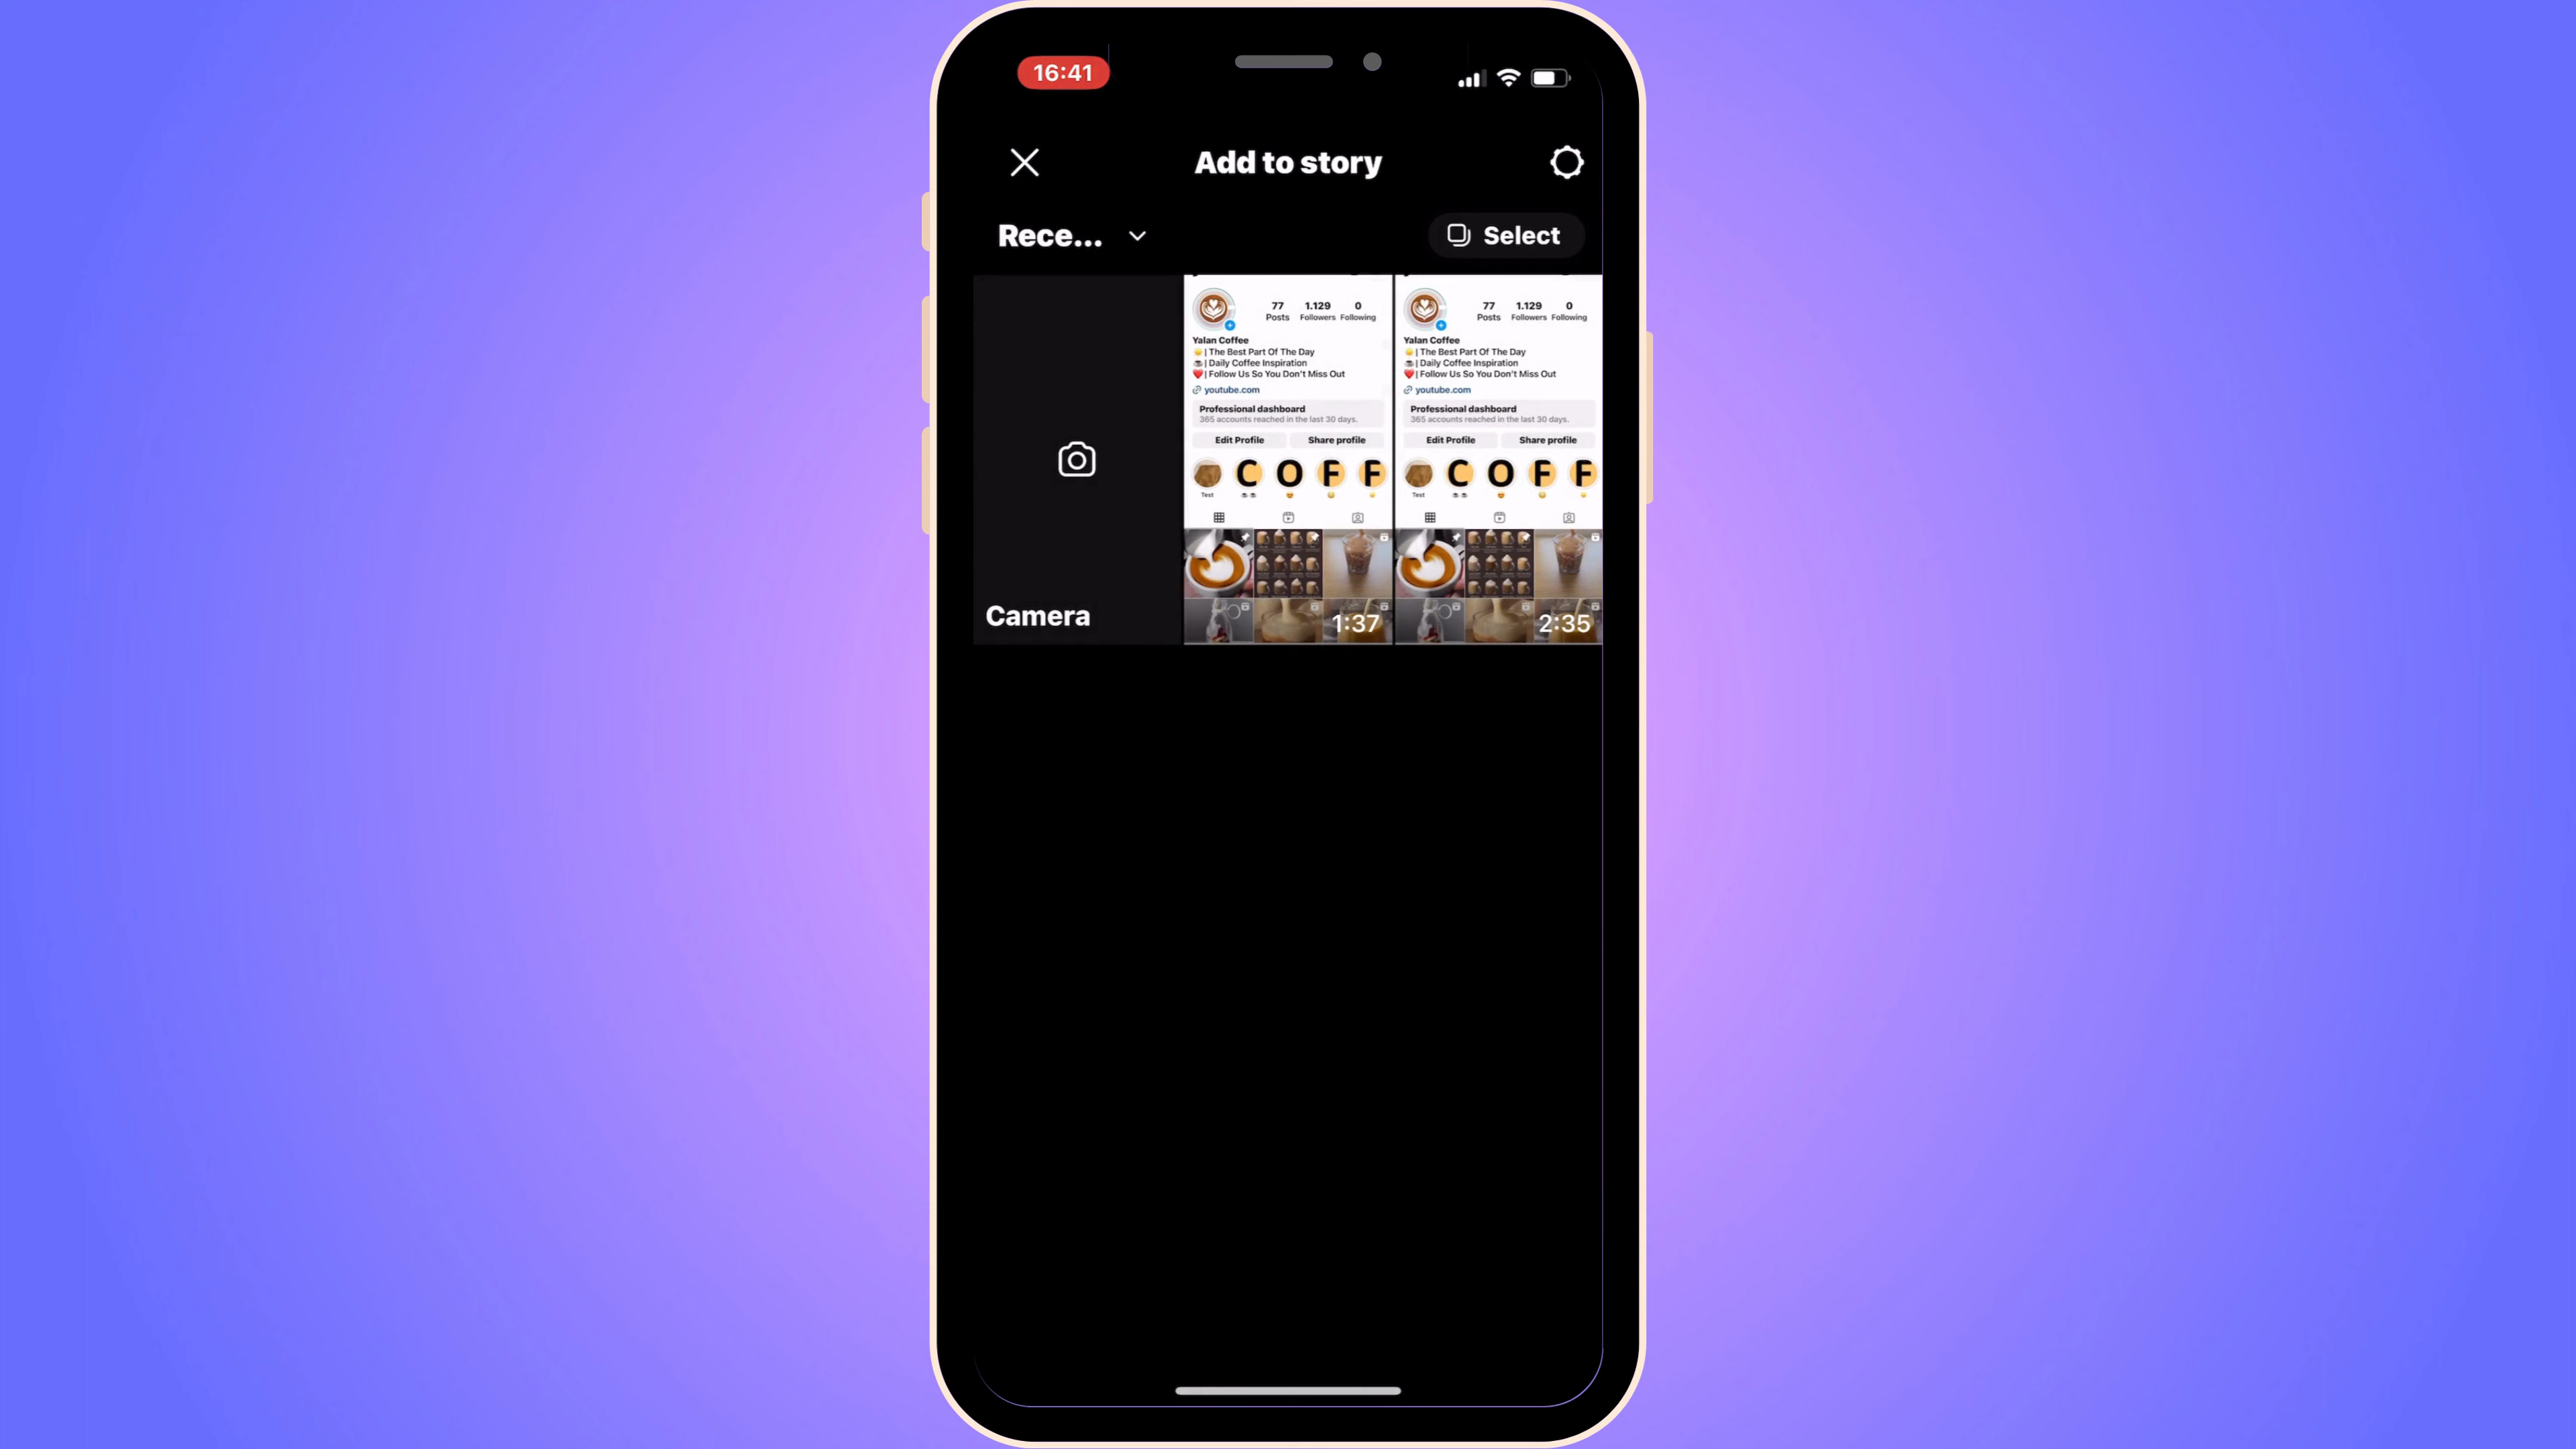 16:41
Add to story
Rece...
Select
Camera
77 1.129 0
Posts Followers Following
Yalan Coffee
🌟| The Best Part Of The Day
☕| Daily Coffee Inspiration
❤️| Follow Us So You Don't Miss Out
youtube.com
Professional dashboard
365 accounts reached in the last 30 days.
Edit Profile Share profile
C O F F
Test
1:37
77 1.129 0
Posts Followers Following
Yalan Coffee
🌟| The Best Part Of The Day
☕| Daily Coffee Inspiration
❤️| Follow Us So You Don't Miss Out
youtube.com
Professional dashboard
365 accounts reached in the last 30 days.
Edit Profile Share profile
C O F F
Test
2:35